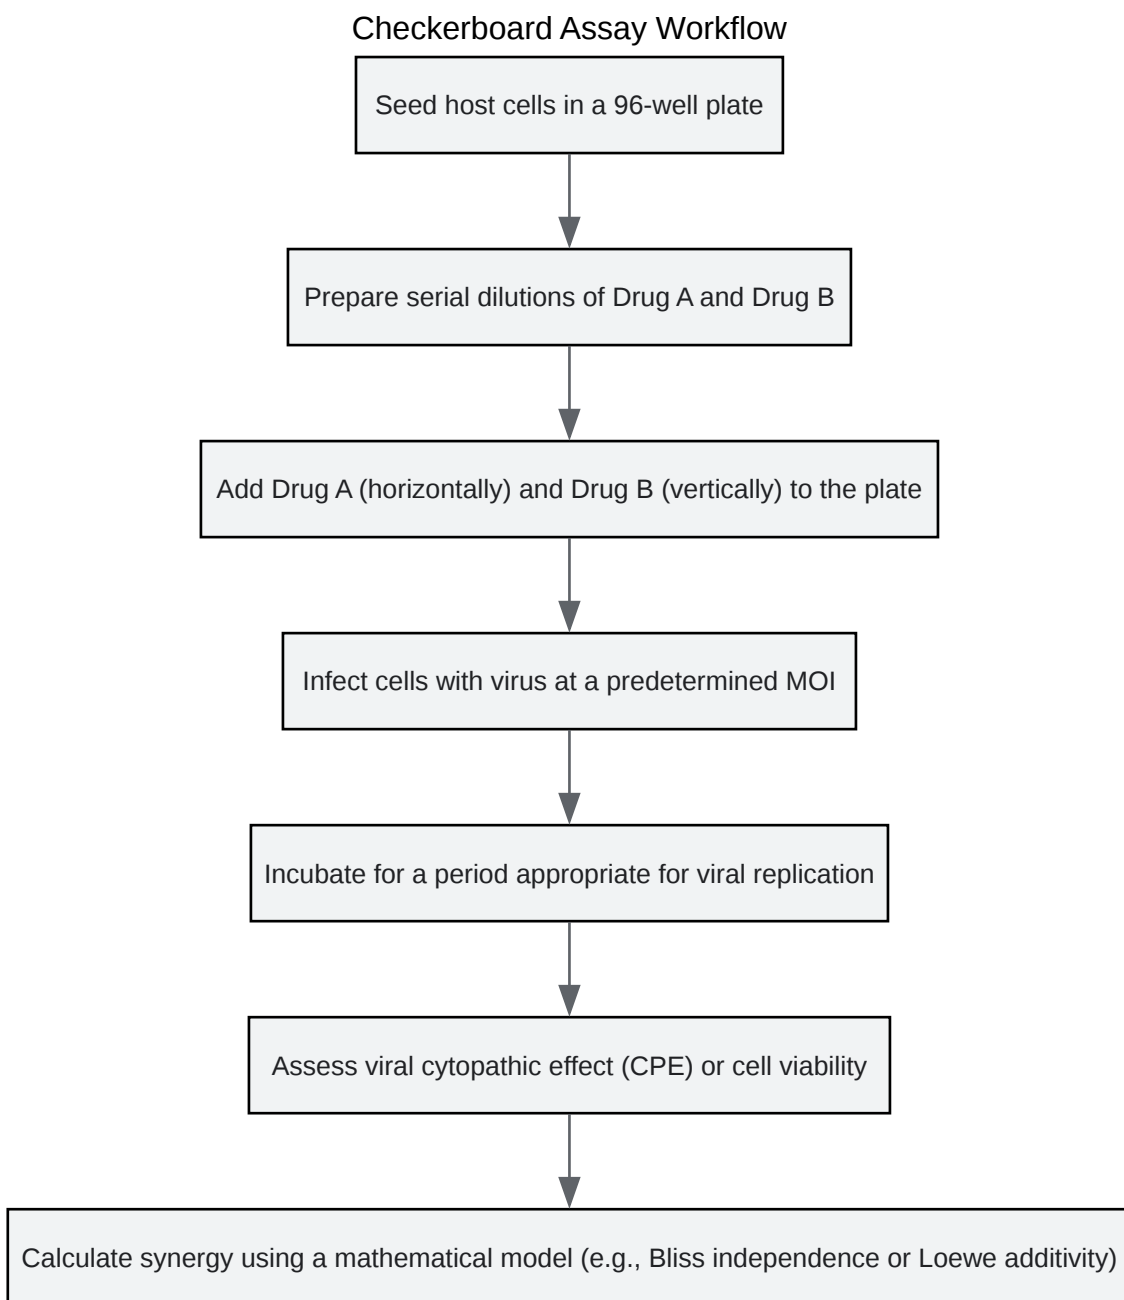 Checkerboard Assay Workflow
Seed host cells in a 96-well plate
Prepare serial dilutions of Drug A and Drug B
Add Drug A (horizontally) and Drug B (vertically) to the plate
Infect cells with virus at a predetermined MOI
Incubate for a period appropriate for viral replication
Assess viral cytopathic effect (CPE) or cell viability
Calculate synergy using a mathematical model (e.g., Bliss independence or Loewe additivity)